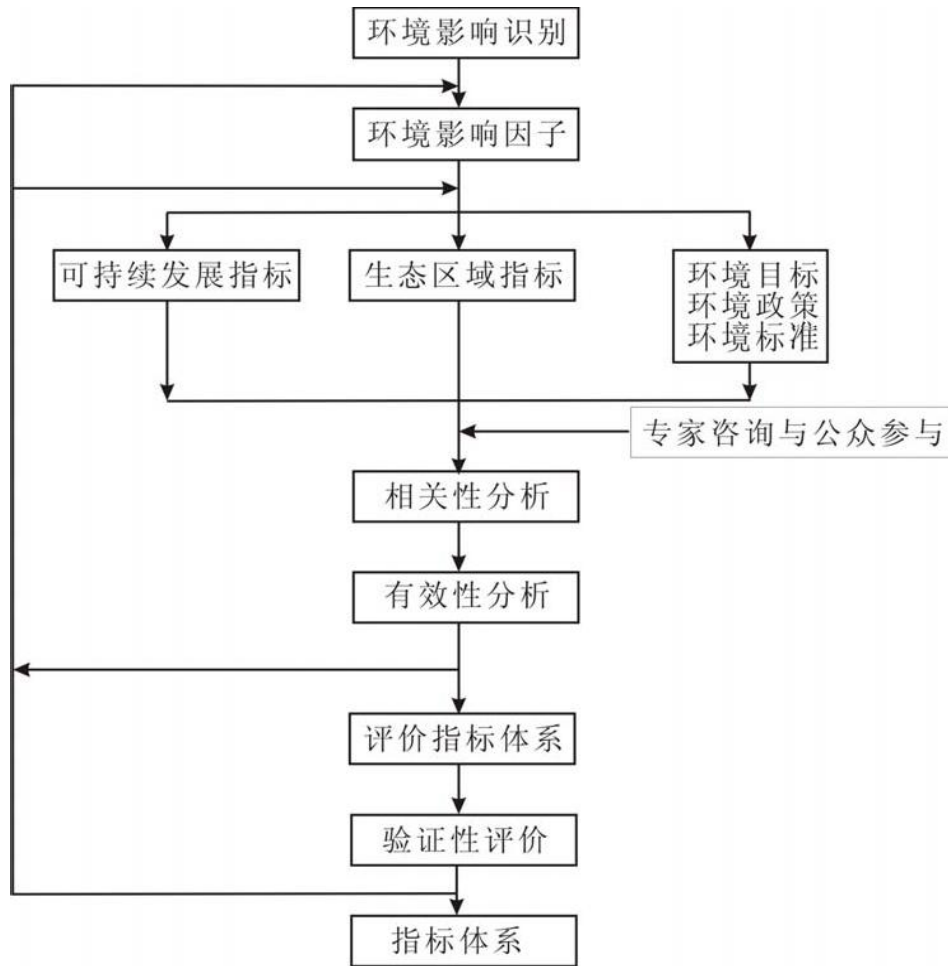 环境影响识别
环境影响因子
可持续发展指标
生态区域指标
环境目标
环境政策
环境标准
专家咨询与公众参与
相关性分析
有效性分析
评价指标体系
验证性评价
指标体系